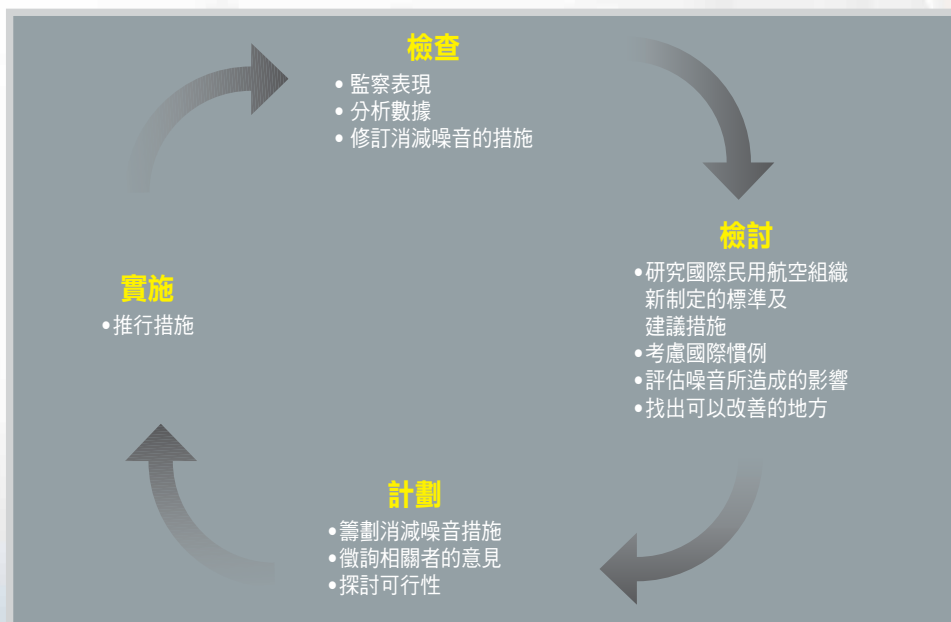 檢查
• 監察表現
• 分析數據
• 修訂消減噪音的措施
檢討
•研究國際民用航空組織
新制定的標準及
建議措施
•考慮國際慣例
•評估噪音所造成的影響
•找出可以改善的地方
計劃
•籌劃消減噪音措施
•徵詢相關者的意見
•探討可行性
實施
•推行措施